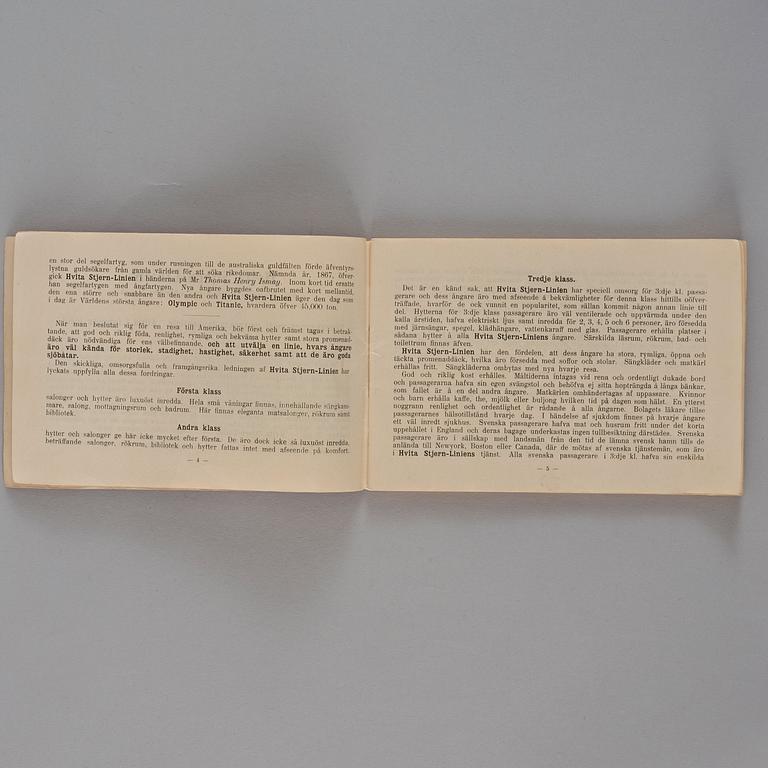 en stor del segelfartyg, som under rusningen till de australiska guldfälten förde äfventyrs-
lystna guldsökare från gamla världen för att söka rikedomar. Nämnda år, 1867, öfver-
gick Hvita Stjern-Linien i händerna på Mr Thomas Henry Ismay. Inom kort tid ersatte
han segelfartygen med ångfartygen. Nya ångare byggdes oafbrutet med kort mellantid,
den ena större och snabbare än den andra och Hvita Stjern-Linien äger den dag som
i dag är Världens största ångare: Olympic och Titanic, hvardera öfver 45,000 ton.
När man beslutat sig för en resa till Amerika, bör först och främst tagas i betrak-
tande, att god och riklig föda, renlighet, rymliga och bekväma hytter samt stora promenad-
däck äro nödvändiga för ens välbefinnande, och att utvälja en linie, hvars ångare
äro väl kända för storlek, stadighet, hastighet, säkerhet samt att de äro goda
sjöbåtar.
Den skickliga, omsorgsfulla och framgångsrika ledningen af Hvita Stjern-Linien har
lyckats uppfylla alla dessa fordringar.
Första klass
salonger och hytter äro luxuöst inredda. Hela små våningar finnas, innehållande sängkam-
mare, salong, mottagningsrum och badrum. Här finnas eleganta matsalonger, rökrum samt
bibliotek.
Andra klass
hytter och salonger ge här icke mycket efter första. De äro dock icke så luxuöst inredda,
beträffande salonger, rökrum, bibliotek och hytter fattas intet med afseende på komfort.
— 4 —
Tredje klass.
Det är en känd sak, att Hvita Stjern-Linien har speciell omsorg för 3:dje kl. passa-
gerare och dess ångare äro med afseende å bekvämligheter för denna klass hittills oöfver-
träffade, hvarför de ock vunnit en popularitet, som sällan kommit någon annan linie till
del. Hytterna för 3:dje klass passagerare äro väl ventilerade och uppvärmda under den
kalla årstiden, hafva elektriskt ljus samt inredda för 2, 3, 4, 5 och 6 personer, äro försedda
med järnsängar, spegel, klädhängare, vattenkaraff med glas. Passagerare erhålla platser i
sådana hytter å alla Hvita Stjern-Liniens ångare. Särskilda läsrum, rökrum, bad- och
toilettrum finnas äfven.
Hvita Stjern-Linien har den fördelen, att dess ångare ha stora, rymliga, öppna och
täckta promenaddäck, hvilka äro försedda med soffor och stolar. Sängkläder och matkärl
erhållas fritt. Sängkläderna ombytas med nya hvarje resa.
God och riklig kost erhålles. Måltiderna intagas vid rena och ordentligt dukade bord
och passagerarna hafva sin egen svängstol och behöfva ej sitta hopträngda å långa bänkar,
som fallet är å en del andra ångare. Matkärlen omhändertagas af uppassare. Kvinnor
och barn erhålla kaffe, the, mjölk eller buljong hvilken tid på dagen som hälst. En ytterst
noggrann renlighet och ordentlighet är rådande å alla ångarne. Bolagets läkare tillse
passagerarnes hälsotillstånd hvarje dag. I händelse af sjukdom finnes på hvarje ångare
ett väl inredt sjukhus. Svenska passagerare hafva mat och husrum fritt under det korta
uppehållet i England och deras bagage underkastas ingen tullbesiktning därstädes. Svenska
passagerare äro i sällskap med landsmän från den tid de lämna svensk hamn tills de
anlända till Newyork, Boston eller Canada, där de mötas af svenska tjänstemän, som äro
i Hvita Stjern-Liniens tjänst. Alla svenska passagerare i 3:dje kl. hafva sin enskilda
— 5 —